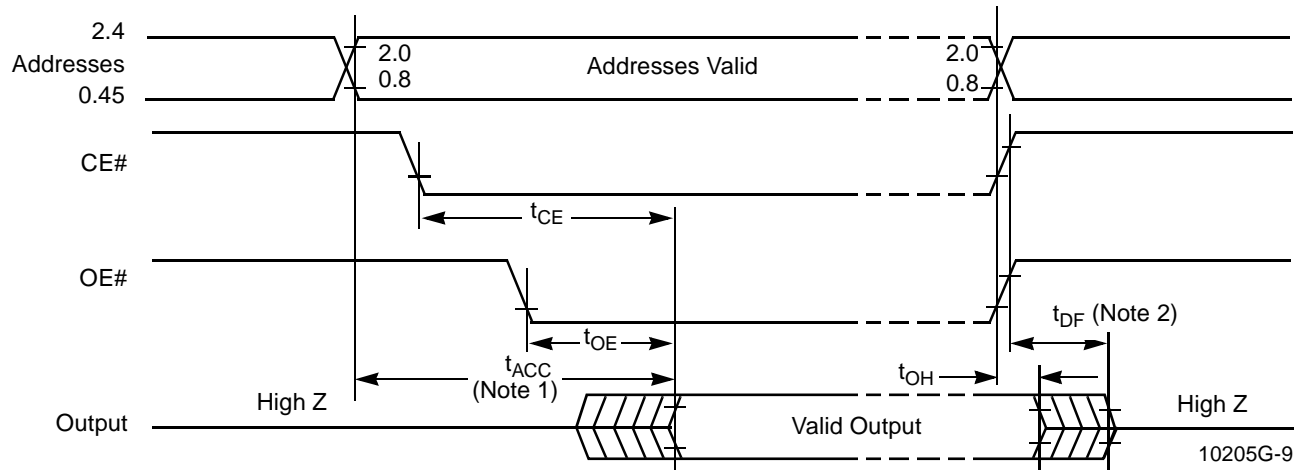 2.4
Addresses
0.45
2.0
0.8
Addresses Valid
2.0
0.8
CE#
tCE
OE#
tOE
tDF (Note 2)
tACC
(Note 1)
tOH
High Z
Output
Valid Output
High Z
10205G-9